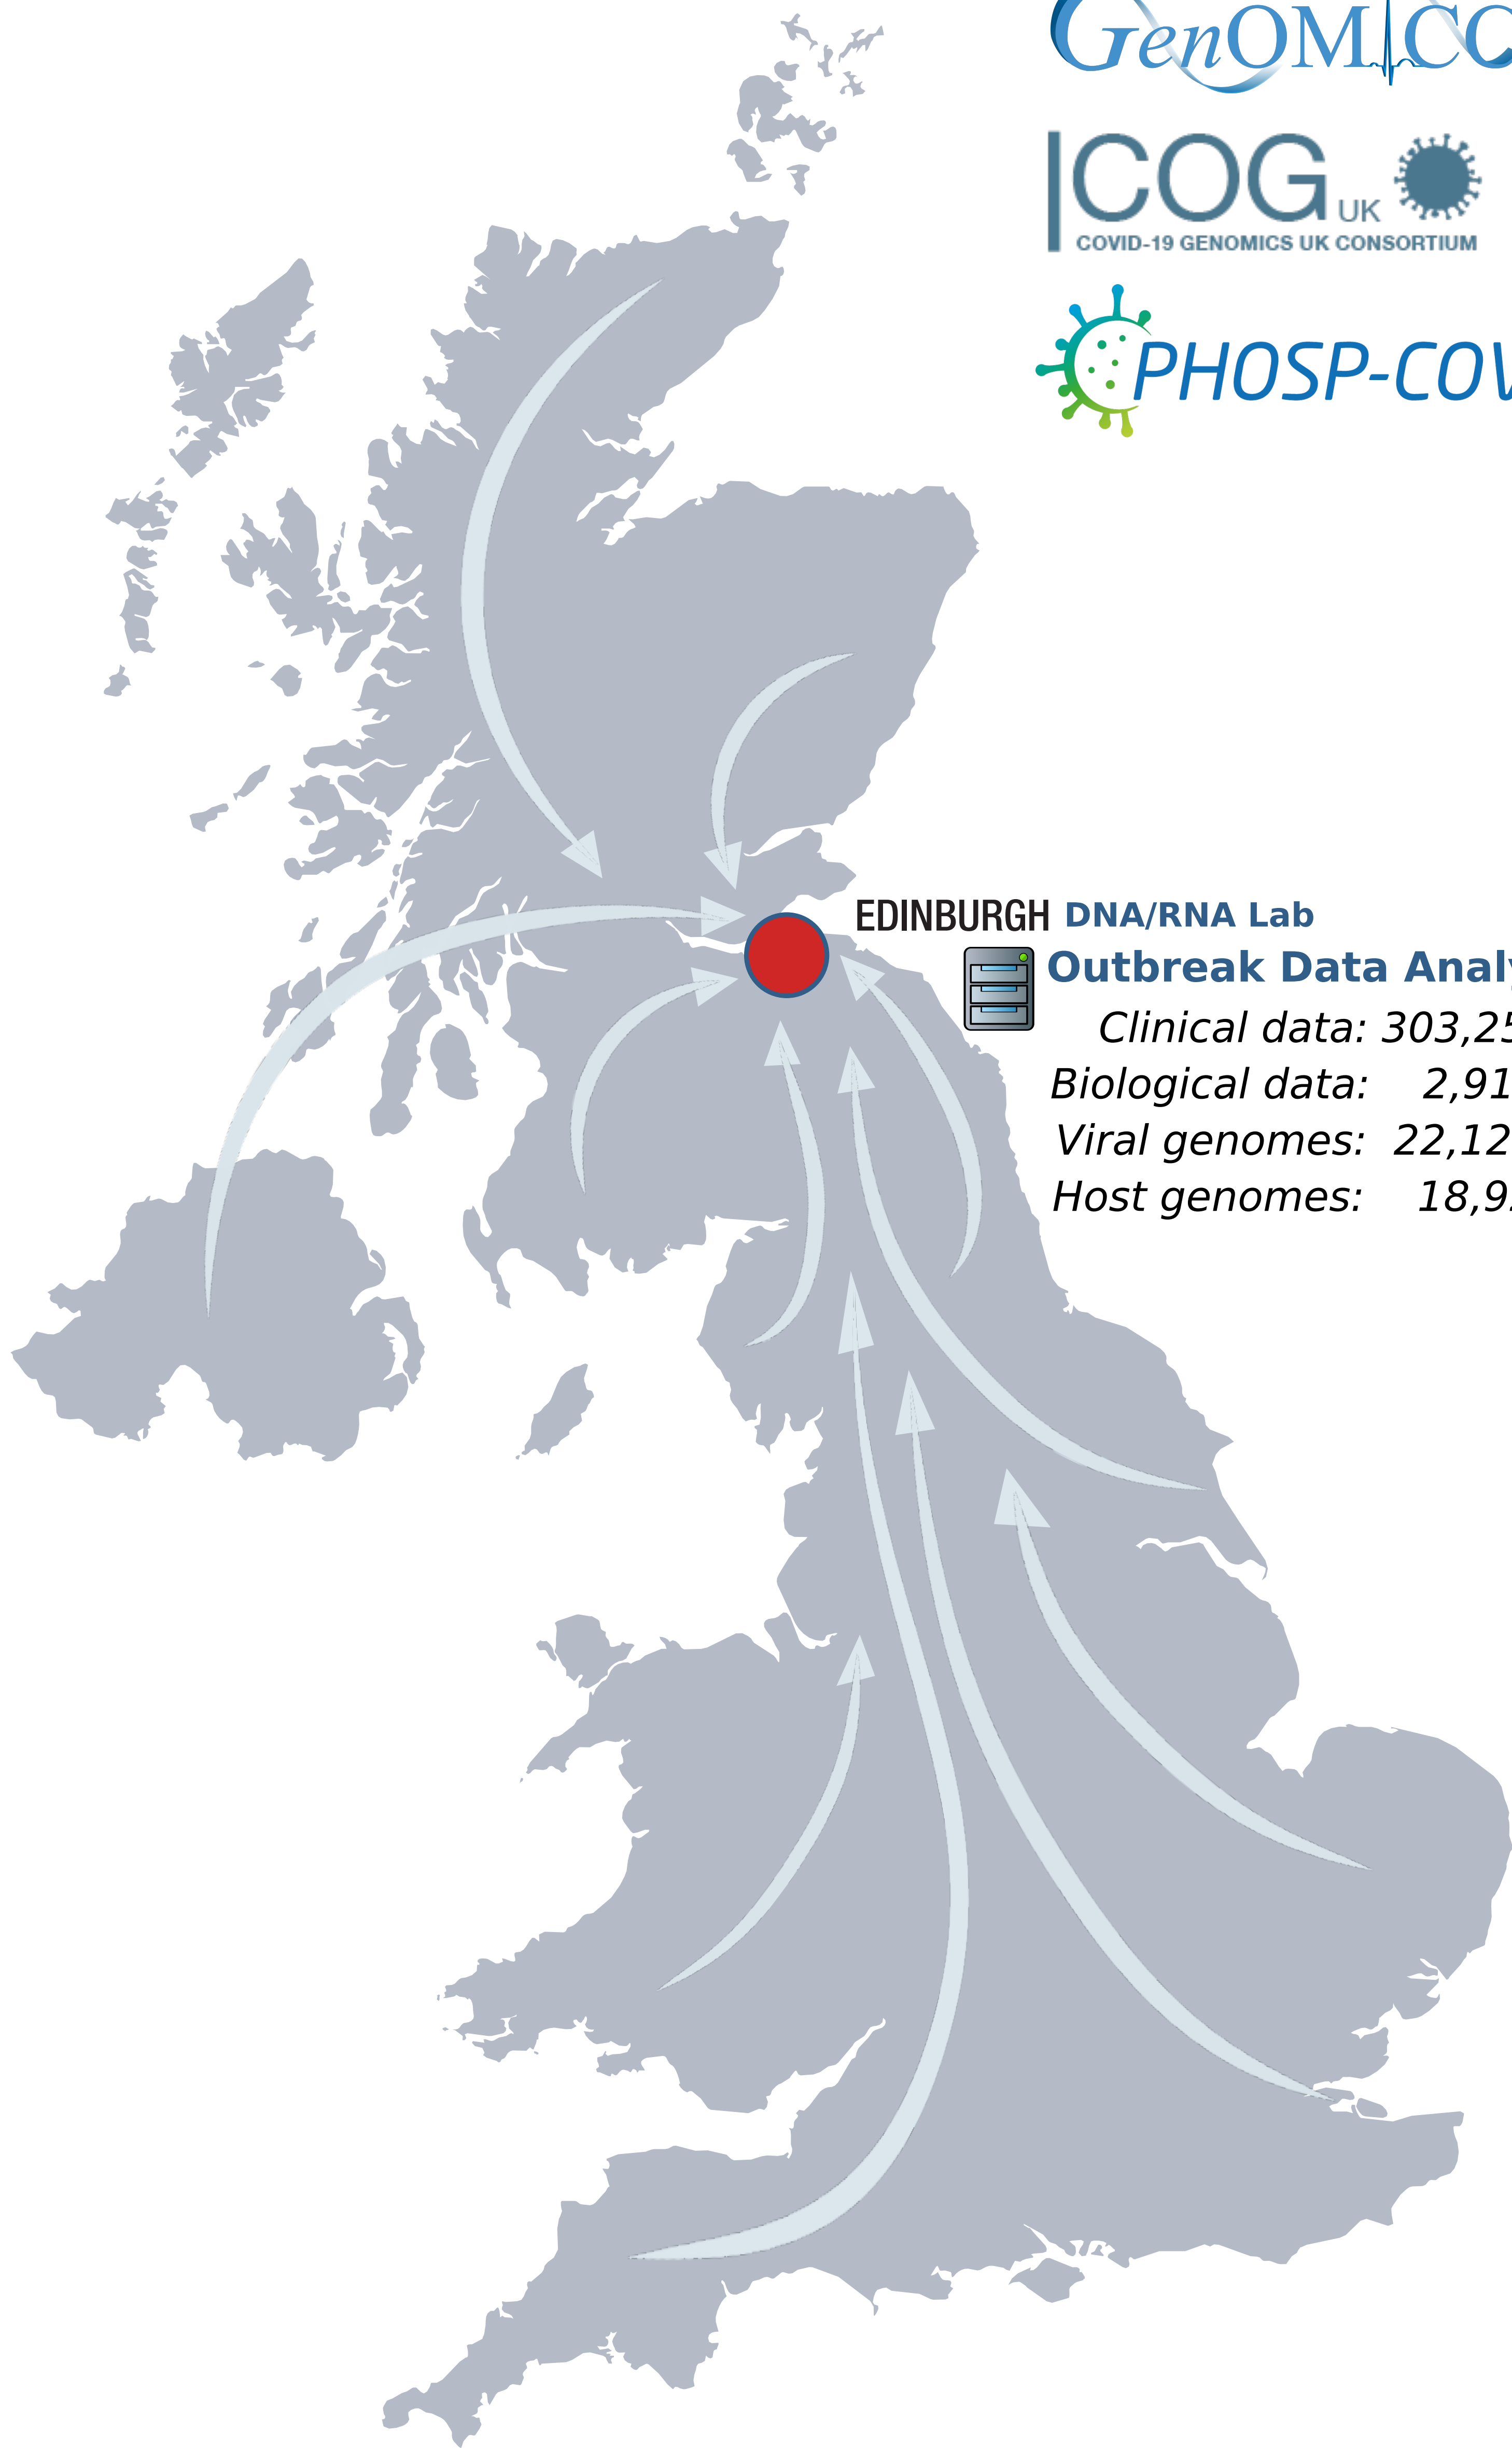 GenOMICC
COG UK
COVID-19 GENOMICS UK CONSORTIUM
PHOSP-COV
EDINBURGH DNA/RNA Lab
Outbreak Data Analy
Clinical data: 303,25
Biological data: 2,91
Viral genomes: 22,12
Host genomes: 18,9